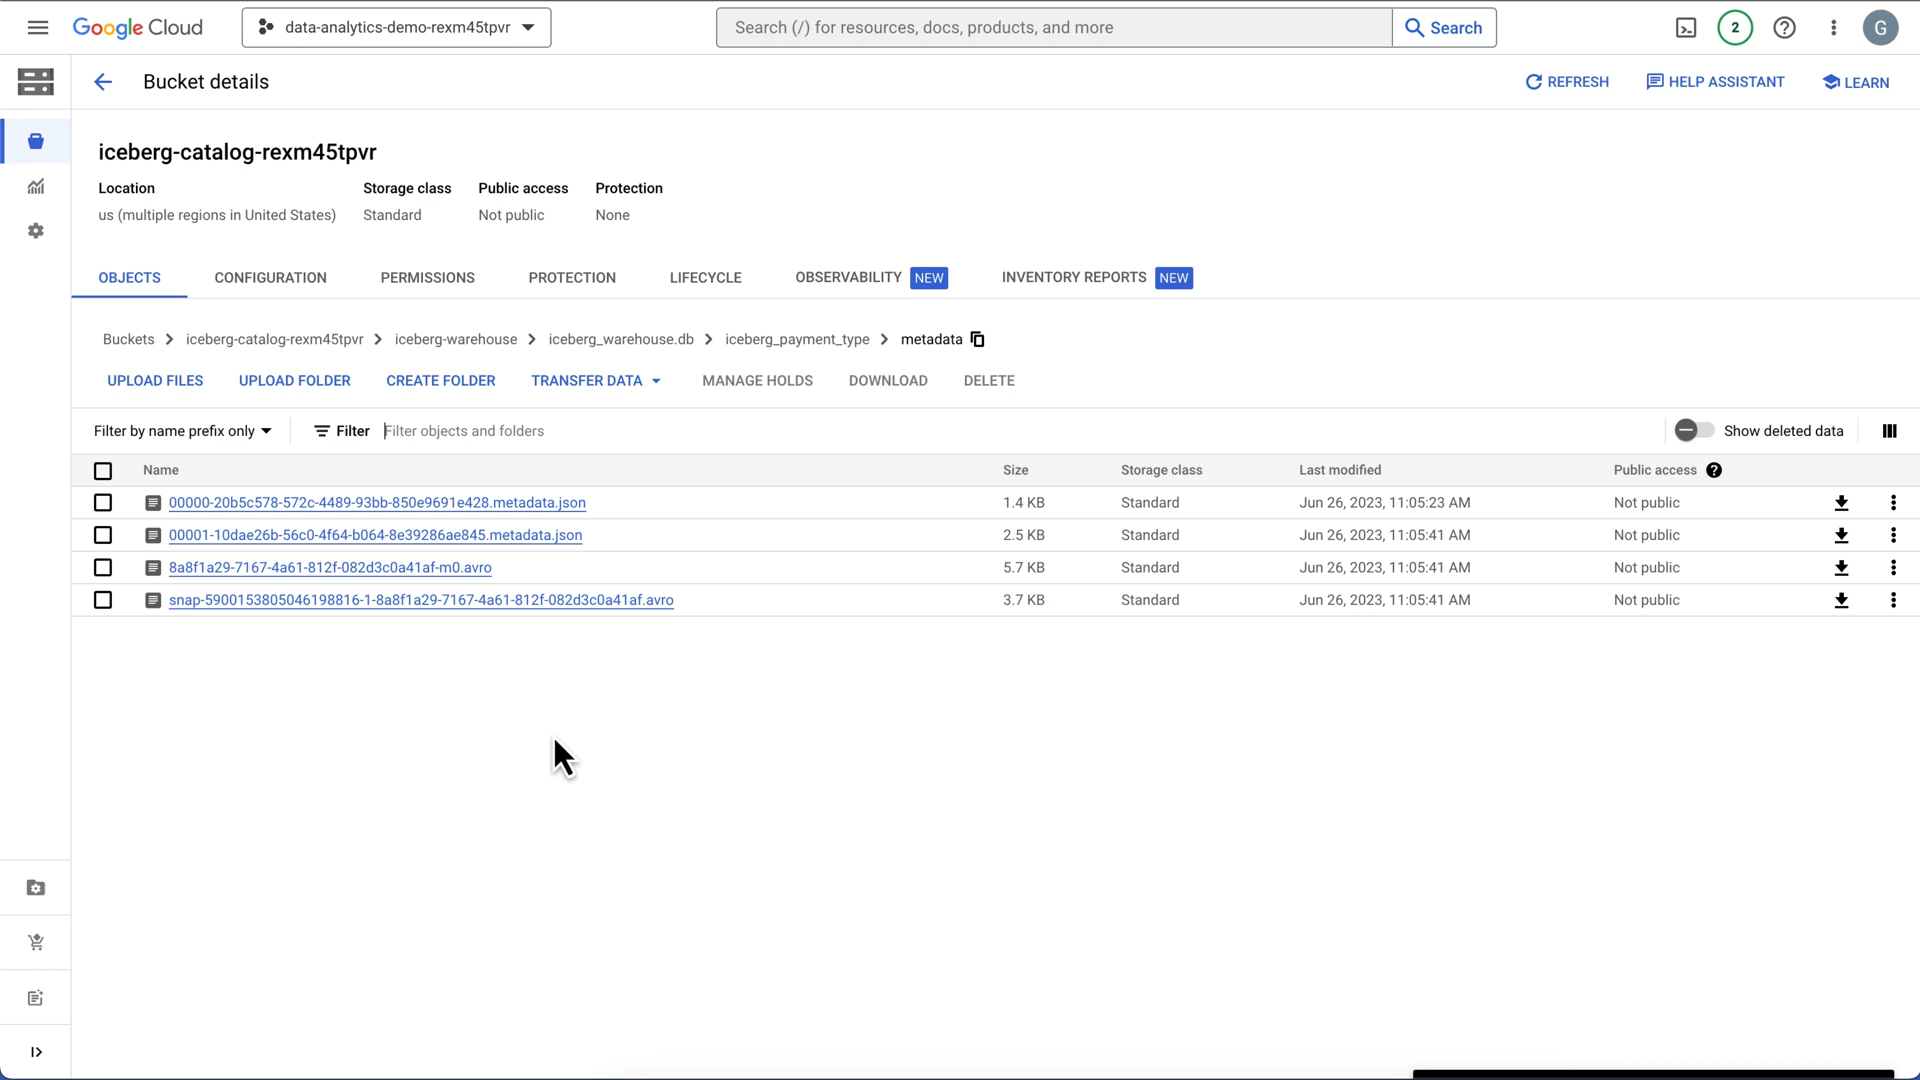 Google Cloud data-analytics-demo-rexm45tpvr Search (/) for resources, docs, products, and more Search 2 G
Bucket details REFRESH HELP ASSISTANT LEARN
iceberg-catalog-rexm45tpvr
Location Storage class Public access Protection
us (multiple regions in United States) Standard Not public None
OBJECTS CONFIGURATION PERMISSIONS PROTECTION LIFECYCLE OBSERVABILITY NEW INVENTORY REPORTS NEW
Buckets iceberg-catalog-rexm45tpvr iceberg-warehouse iceberg_warehouse.db iceberg_payment_type metadata
UPLOAD FILES UPLOAD FOLDER CREATE FOLDER TRANSFER DATA MANAGE HOLDS DOWNLOAD DELETE
Filter by name prefix only Filter Filter objects and folders Show deleted data
Name Size Storage class Last modified Public access
00000-20b5c578-572c-4489-93bb-850e9691e428.metadata.json 1.4 KB Standard Jun 26, 2023, 11:05:23 AM Not public
00001-10dae26b-56c0-4f64-b064-8e39286ae845.metadata.json 2.5 KB Standard Jun 26, 2023, 11:05:41 AM Not public
8a8f1a29-7167-4a61-812f-082d3c0a41af-m0.avro 5.7 KB Standard Jun 26, 2023, 11:05:41 AM Not public
snap-5900153805046198816-1-8a8f1a29-7167-4a61-812f-082d3c0a41af.avro 3.7 KB Standard Jun 26, 2023, 11:05:41 AM Not public